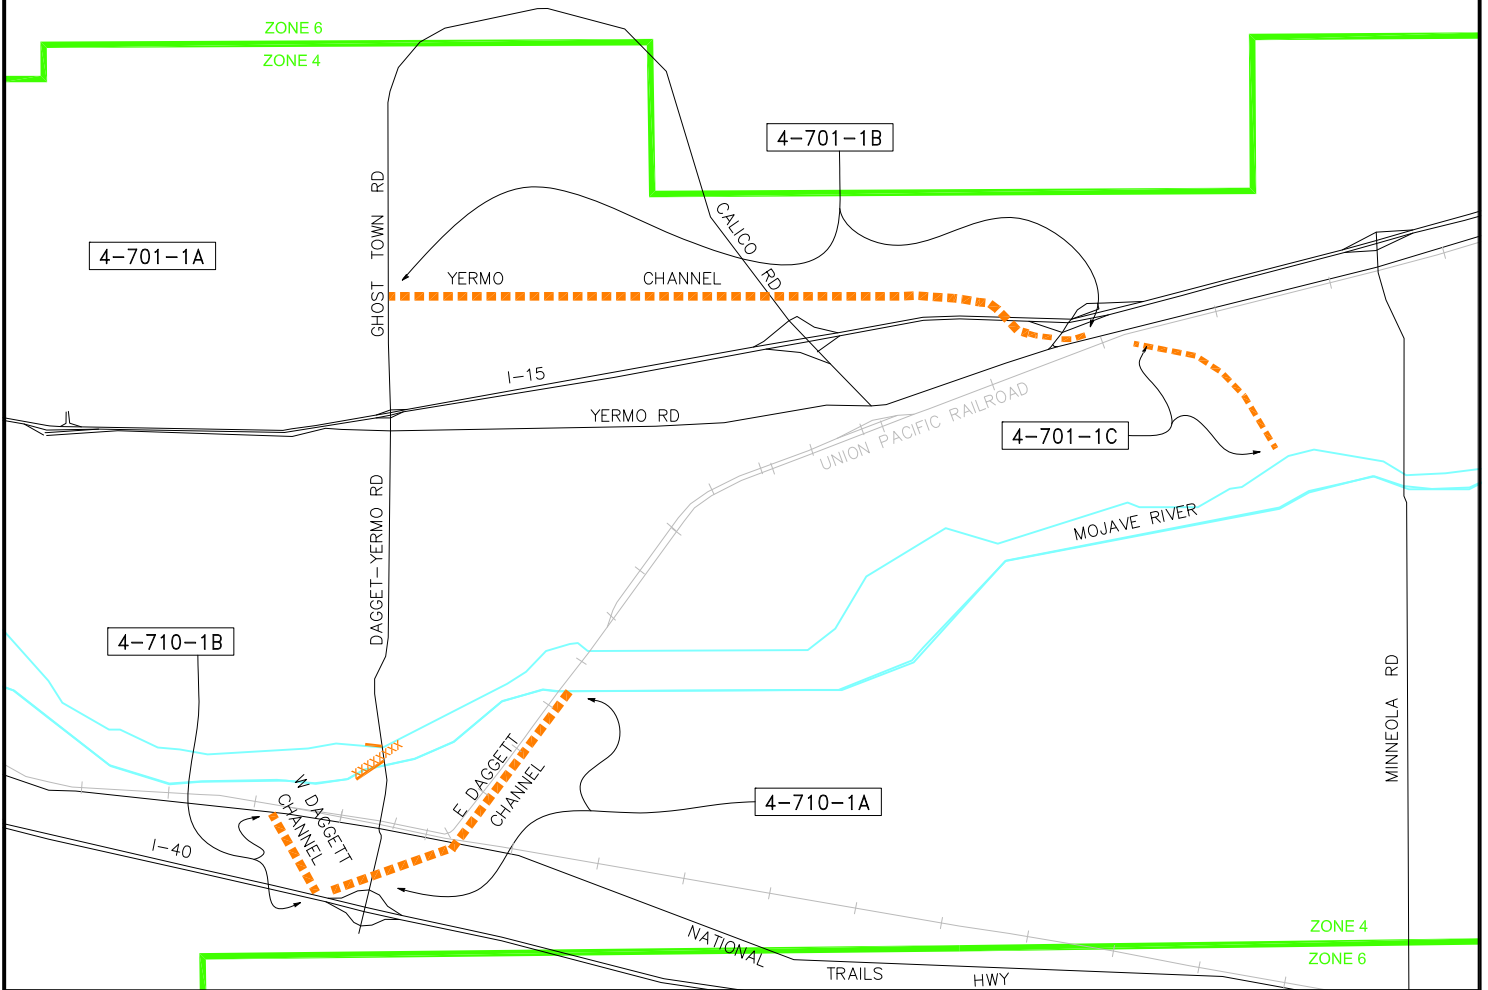 ZONE 6
ZONE 4
4-701-1B
GHOST TOWN RD
CALICO RD
4-701-1A
YERMO CHANNEL
I-15
YERMO RD
UNION PACIFIC RAILROAD
4-701-1C
DAGGET-YERMO RD
MOJAVE RIVER
4-710-1B
MINNEOLA RD
E DAGGETT
CHANNEL
W DAGGETT
CHANNEL
XXXXXXXX
4-710-1A
I-40
NATIONAL TRAILS HWY
ZONE 4
ZONE 6